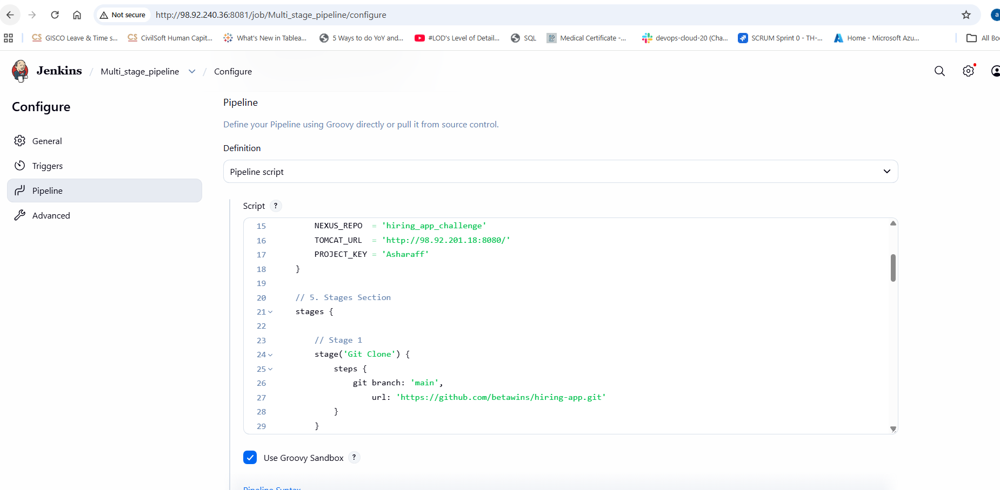 Not secure http://98.92.240.36:8081/job/Multi_stage_pipeline/configure a
CS GISCO Leave & Time s... CS CivilSoft Human Capit... What's New in Tablea... 5 Ways to do YoY and... #LOD's Level of Detail... SQL Medical Certificate -... devops-cloud-20 (Cha... SCRUM Sprint 0 - TH-... Home - Microsoft Azu... All Boo
Jenkins / Multi_stage_pipeline / Configure
Configure
General
Triggers
Pipeline
Advanced
Pipeline
Define your Pipeline using Groovy directly or pull it from source control.
Definition
Pipeline script
Script ?
15 NEXUS_REPO = 'hiring_app_challenge'
16 TOMCAT_URL = 'http://98.92.201.18:8080/'
17 PROJECT_KEY = 'Asharaff'
18 }
19
20 // 5. Stages Section
21 stages {
22
23 // Stage 1
24 stage('Git Clone') {
25 steps {
26 git branch: 'main',
27 url: 'https://github.com/betawins/hiring-app.git'
28 }
29 }
Use Groovy Sandbox ?
Pipeline Syntax